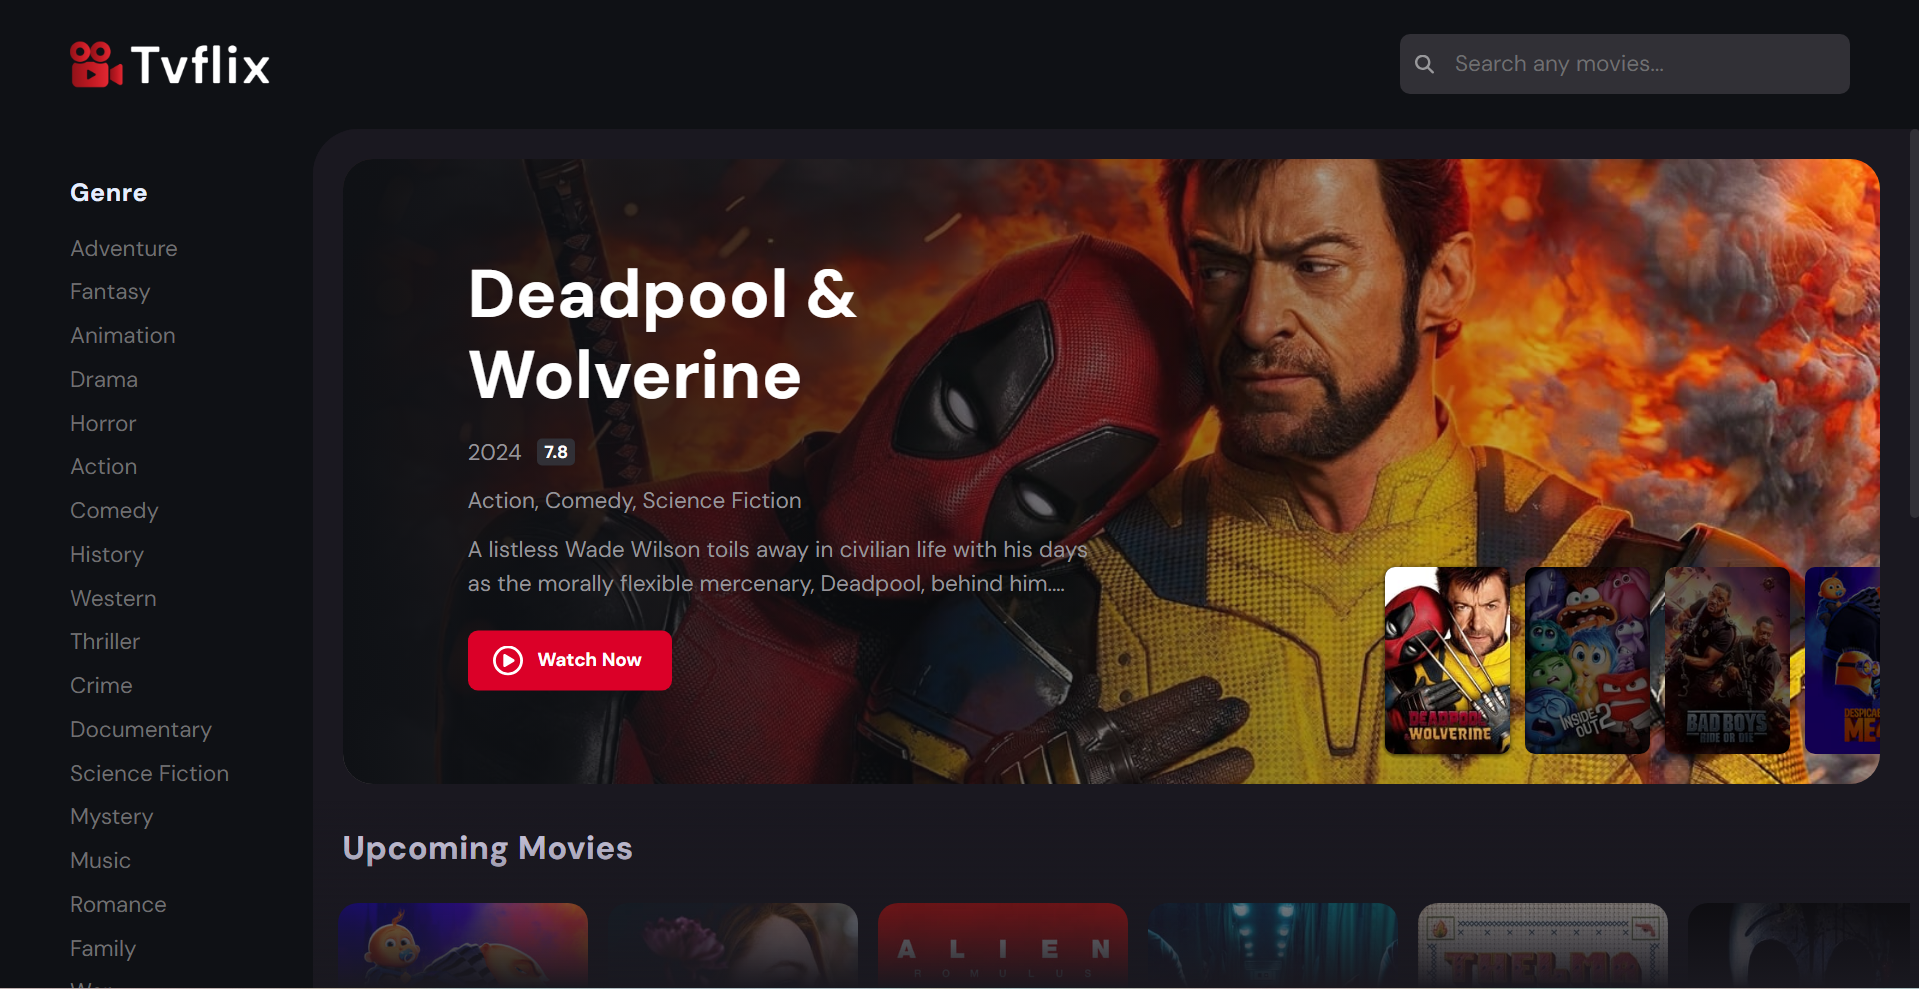 Tvflix
Search any movies...
Genre
Adventure
Fantasy
Animation
Drama
Horror
Action
Comedy
History
Western
Thriller
Crime
Documentary
Science Fiction
Mystery
Music
Romance
Family
Deadpool &
Wolverine
2024 7.8
Action, Comedy, Science Fiction
A listless Wade Wilson toils away in civilian life with his days
as the morally flexible mercenary, Deadpool, behind him....
Watch Now
DEADPOOL
& WOLVERINE
INSIDE
OUT 2
BAD BOYS
RIDE OR DIE
ME
Upcoming Movies
ALIEN
ROMULUS
THELMA